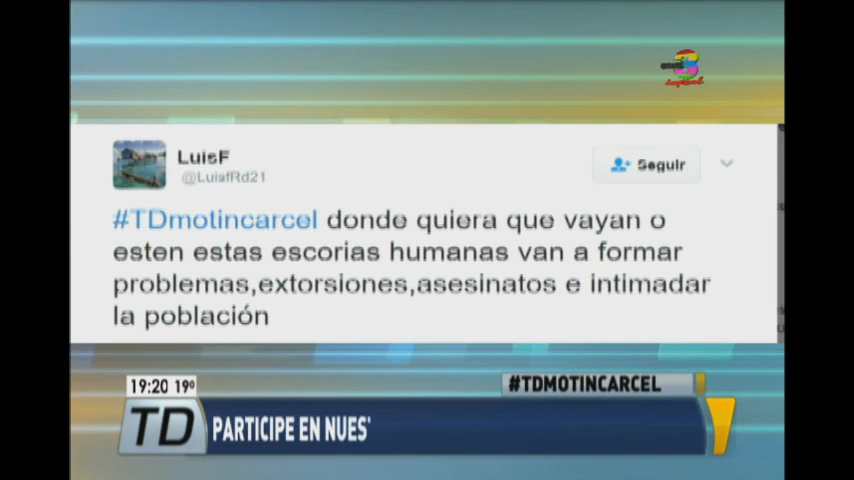 LuisF
@LuisfRd21
Seguir
#TDmotincarcel donde quiera que vayan o
esten estas escorias humanas van a formar
problemas,extorsiones,asesinatos e intimadar
la población
19:20 19º
#TDMOTINCARCEL
TD
PARTICIPE EN NUES